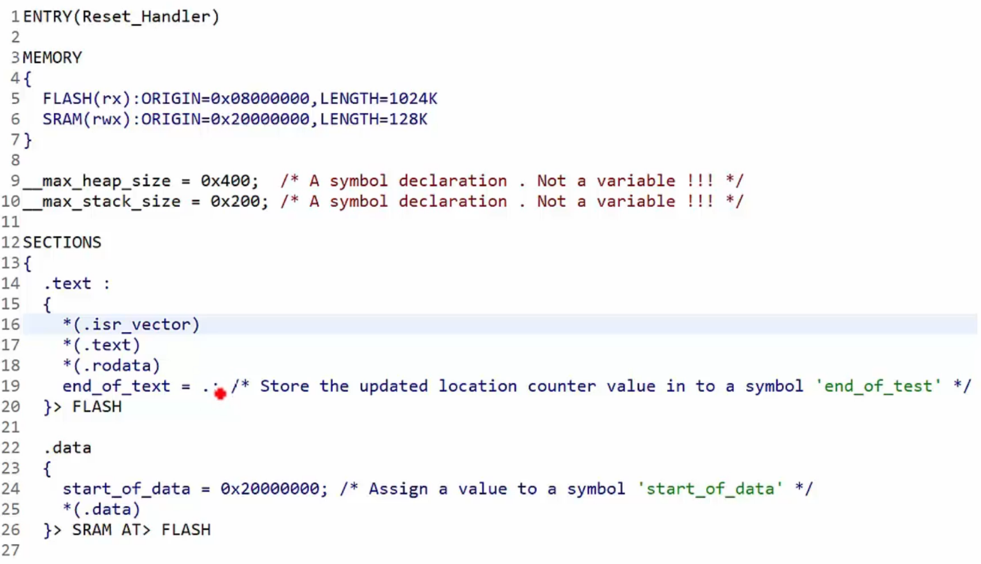 1 ENTRY(Reset_Handler)
2
3 MEMORY
4 {
5   FLASH(rx):ORIGIN=0x08000000,LENGTH=1024K
6   SRAM(rwx):ORIGIN=0x20000000,LENGTH=128K
7 }
8
9 __max_heap_size = 0x400;  /* A symbol declaration . Not a variable !!! */
10 __max_stack_size = 0x200; /* A symbol declaration . Not a variable !!! */
11
12 SECTIONS
13 {
14   .text :
15   {
16     *(.isr_vector)
17     *(.text)
18     *(.rodata)
19     end_of_text = .; /* Store the updated location counter value in to a symbol 'end_of_test' */
20   }> FLASH
21
22   .data
23   {
24     start_of_data = 0x20000000; /* Assign a value to a symbol 'start_of_data' */
25     *(.data)
26   }> SRAM AT> FLASH
27